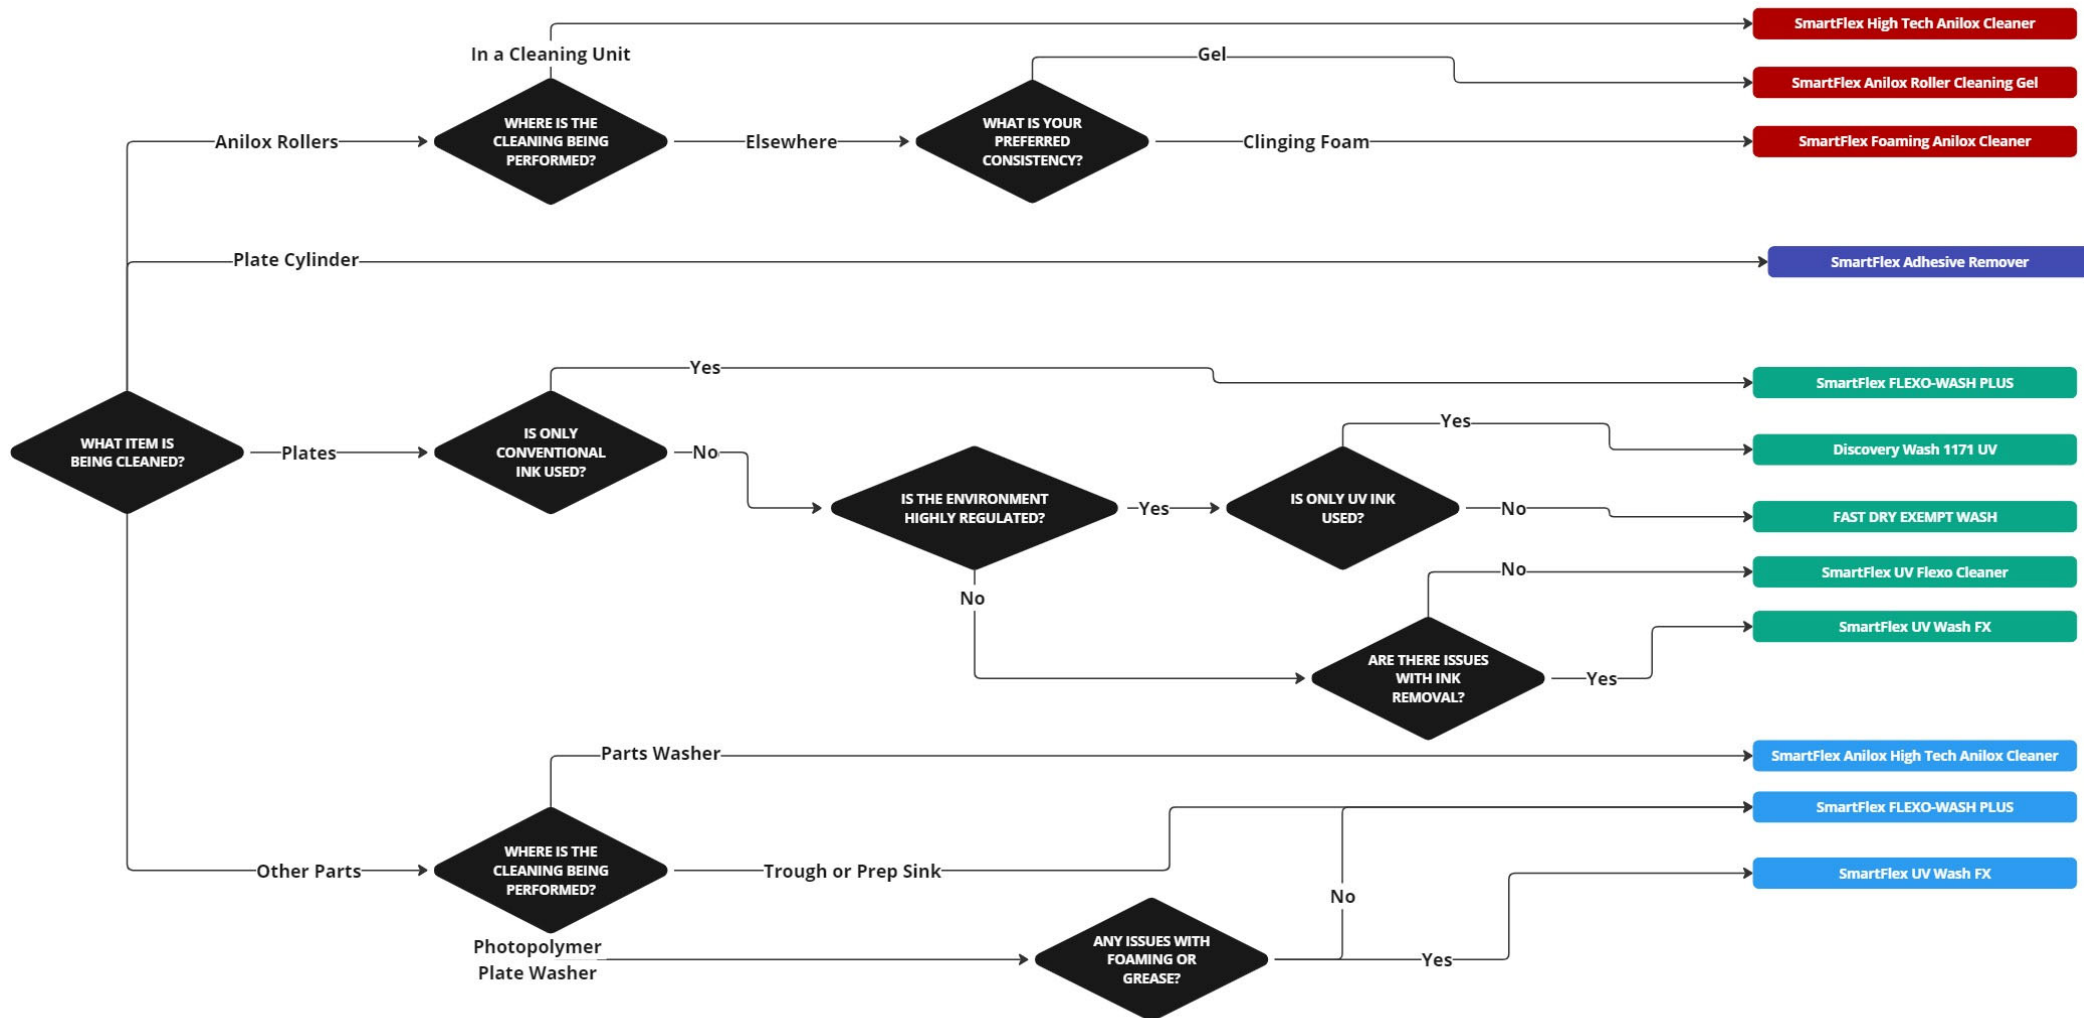 SmartFlex High Tech Anilox Cleaner
In a Cleaning Unit
Gel
SmartFlex Anilox Roller Cleaning Gel
Anilox Rollers
WHERE IS THE
CLEANING BEING
PERFORMED?
Elsewhere
WHAT IS YOUR
PREFERRED
CONSISTENCY?
Clinging Foam
SmartFlex Foaming Anilox Cleaner
Plate Cylinder
SmartFlex Adhesive Remover
Yes
SmartFlex FLEXO-WASH PLUS
WHAT ITEM IS
BEING CLEANED?
Plates
IS ONLY
CONVENTIONAL
INK USED?
No
IS THE ENVIRONMENT
HIGHLY REGULATED?
Yes
IS ONLY UV INK
USED?
Yes
Discovery Wash 1171 UV
No
FAST DRY EXEMPT WASH
No
ARE THERE ISSUES
WITH INK
REMOVAL?
No
SmartFlex UV Flexo Cleaner
Yes
SmartFlex UV Wash FX
Other Parts
WHERE IS THE
CLEANING BEING
PERFORMED?
Parts Washer
SmartFlex Anilox High Tech Anilox Cleaner
Trough or Prep Sink
SmartFlex FLEXO-WASH PLUS
Photopolymer
Plate Washer
ANY ISSUES WITH
FOAMING OR
GREASE?
No
Yes
SmartFlex UV Wash FX